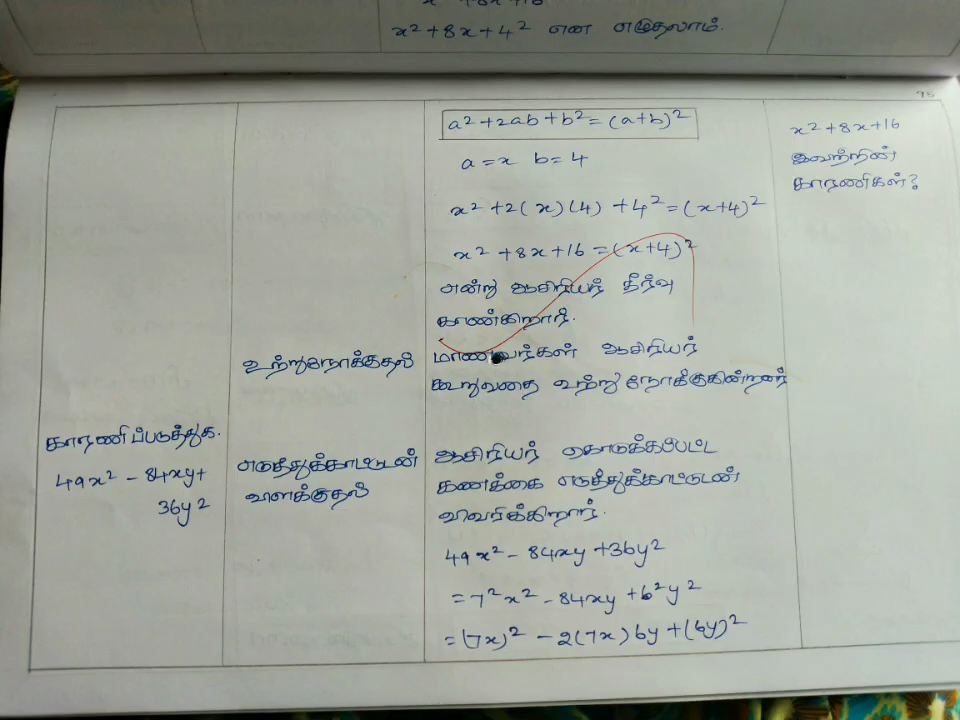 x² + 8x + 4² என எழுதலாம்.
95
a² + 2ab + b² = (a+b)²
a = x b = 4
x² + 2(x)(4) + 4² = (x+4)²
x² + 8x + 16 = (x+4)²
என்று ஆசிரியர் தீர்வு
காண்கிறார்.
x² + 8x + 16
இவற்றின்
காரணிகள்?
உற்றுநோக்குதல்
மாணவர்கள் ஆசிரியர்
கூறுவதை உற்று நோக்குகின்றனர்
காரணிப்படுத்துக.
49x² - 84xy +
36y²
எடுத்துக்காட்டுடன்
விளக்குதல்
ஆசிரியர் கொடுக்கப்பட்ட
கணக்கை எடுத்துக்காட்டுடன்
விவரிக்கிறார்.
49x² - 84xy + 36y²
= 7²x² - 84xy + 6²y²
= (7x)² - 2(7x) 6y + (6y)²